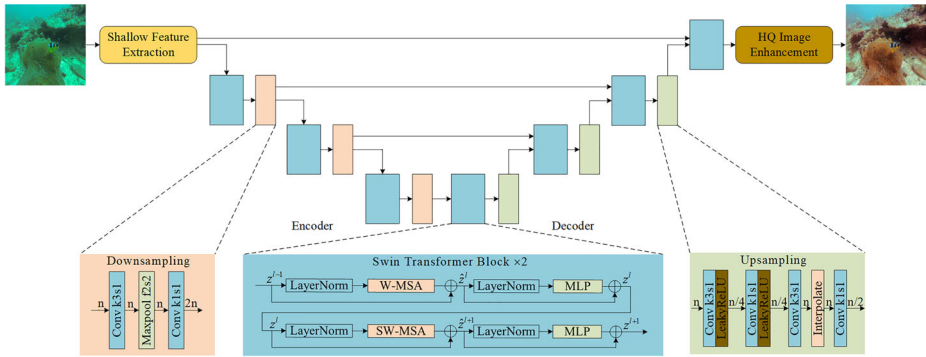 Shallow Feature
Extraction
HQ Image
Enhancement
Encoder
Decoder
Downsampling
n
Conv k3s1
n
Maxpool f2s2
n
Conv k1s1
2n
Swin Transformer Block ×2
z^{l-1}
LayerNorm
W-MSA
ẑ^l
LayerNorm
MLP
z^l
z^l
LayerNorm
SW-MSA
ẑ^{l+1}
LayerNorm
MLP
z^{l+1}
Upsampling
n
Conv k3s1
LeakyReLU
n/4
Conv k1s1
LeakyReLU
n/4
Conv k3s1
n
Interpolate
n
Conv k1s1
n/2